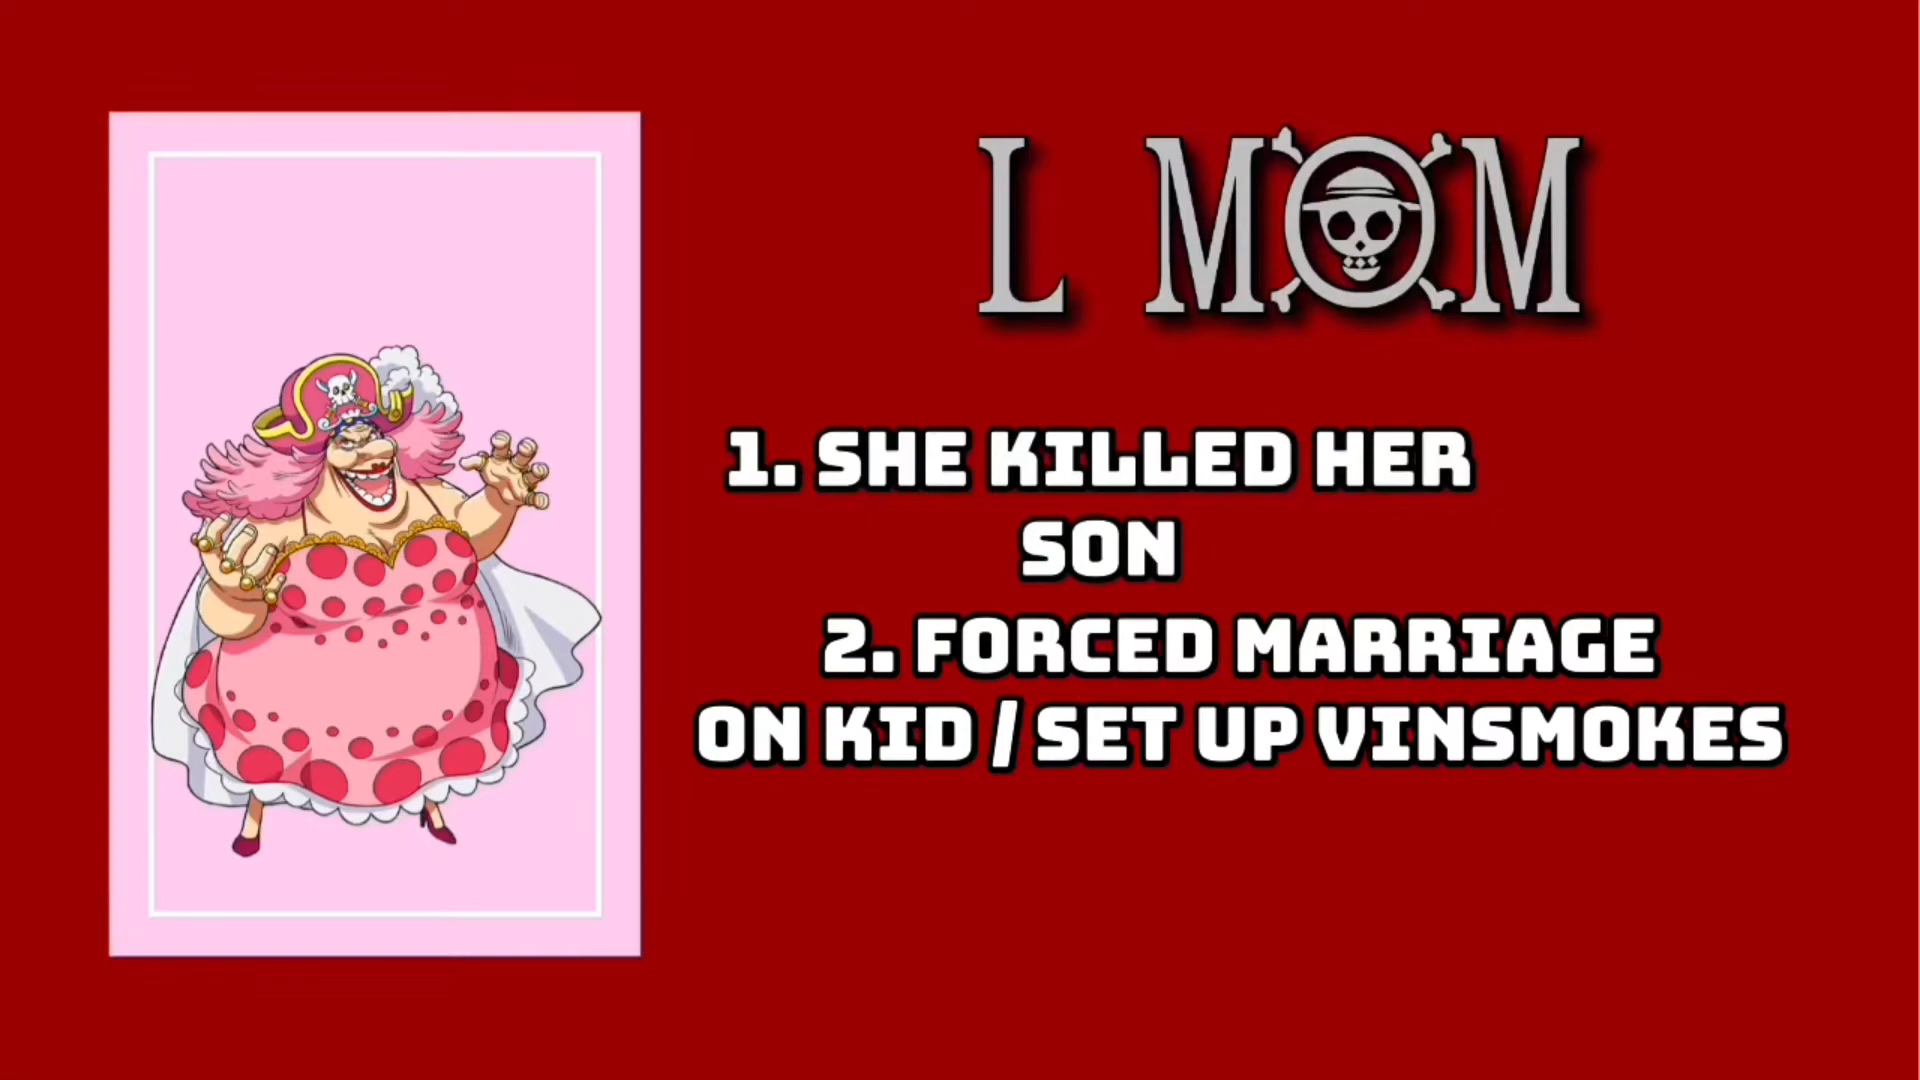 L MOM
1. SHE KILLED HER
SON
2. FORCED MARRIAGE
ON KID / SET UP VINSMOKES